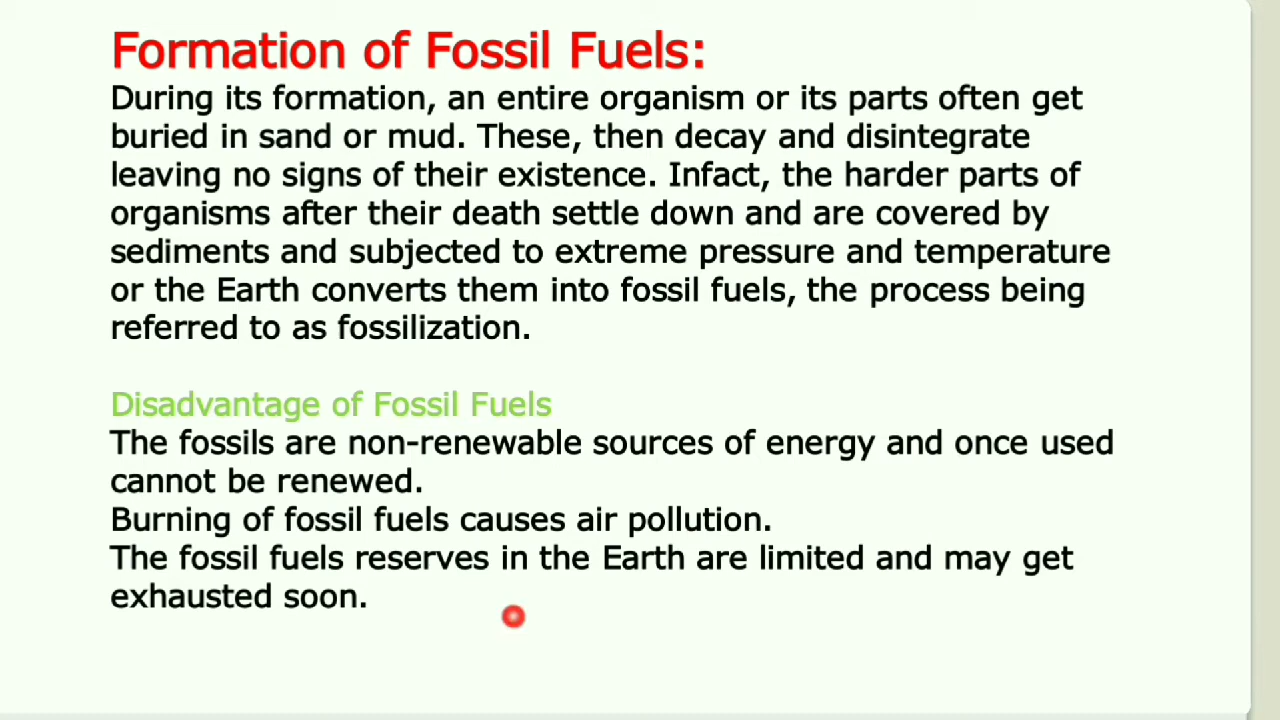 Formation of Fossil Fuels:
During its formation, an entire organism or its parts often get
buried in sand or mud. These, then decay and disintegrate
leaving no signs of their existence. Infact, the harder parts of
organisms after their death settle down and are covered by
sediments and subjected to extreme pressure and temperature
or the Earth converts them into fossil fuels, the process being
referred to as fossilization.
Disadvantage of Fossil Fuels
The fossils are non-renewable sources of energy and once used
cannot be renewed.
Burning of fossil fuels causes air pollution.
The fossil fuels reserves in the Earth are limited and may get
exhausted soon.